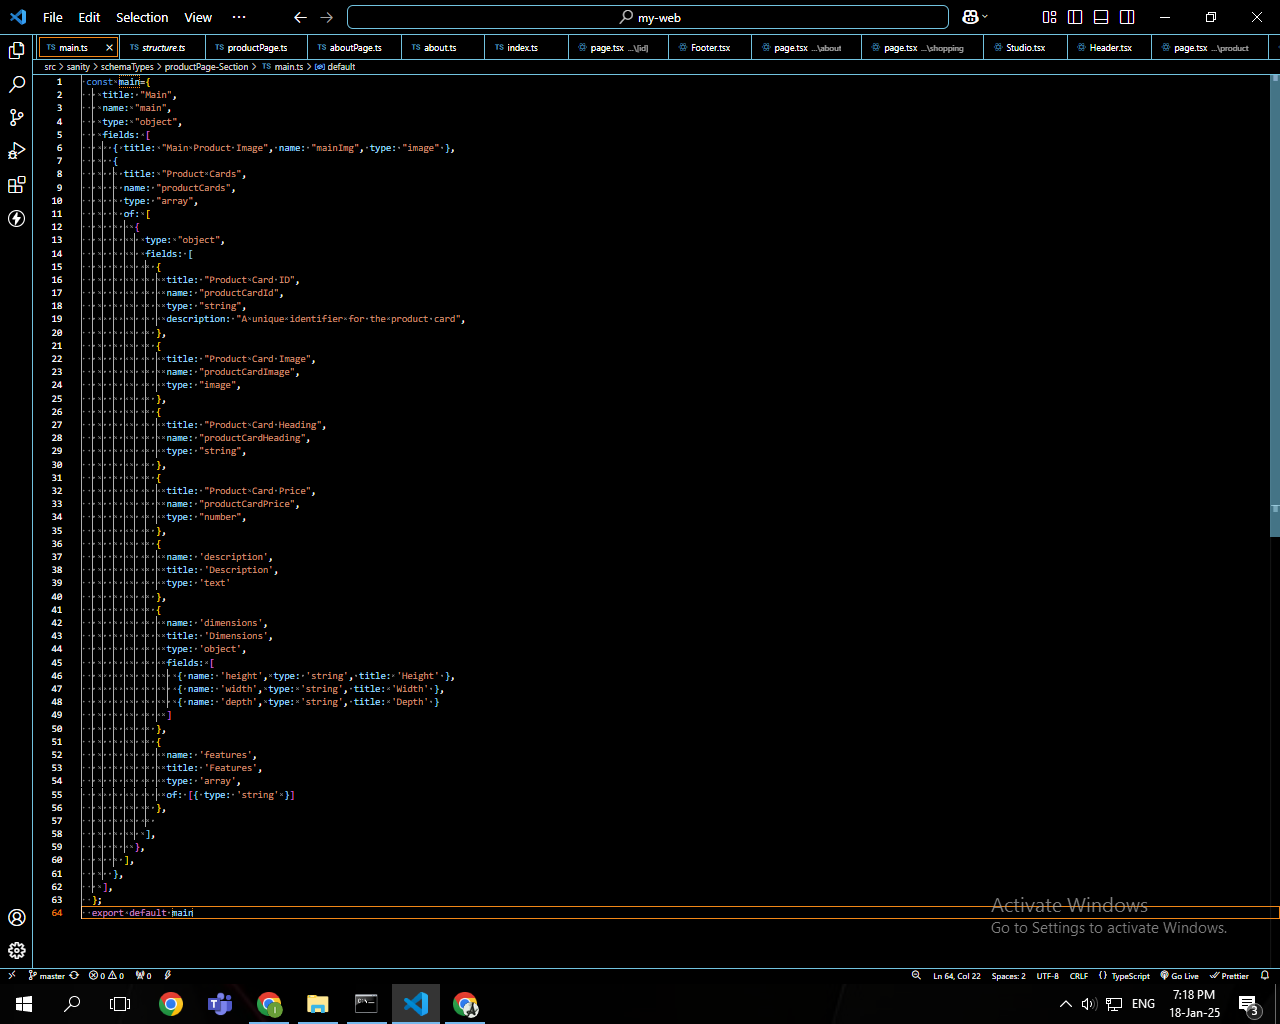 File Edit Selection View ··· my-web
TS main.ts TS structure.ts TS productPage.ts TS aboutPage.ts TS about.ts TS index.ts page.tsx ...\[id] Footer.tsx page.tsx ...\about page.tsx ...\shopping Studio.tsx Header.tsx page.tsx ...\product
src > sanity > schemaTypes > productPage-Section > TS main.ts > default
1 const main={
2 title: "Main",
3 name: "main",
4 type: "object",
5 fields: [
6 { title: "Main Product Image", name: "mainImg", type: "image" },
7 {
8 title: "Product Cards",
9 name: "productCards",
10 type: "array",
11 of: [
12 {
13 type: "object",
14 fields: [
15 {
16 title: "Product Card ID",
17 name: "productCardId",
18 type: "string",
19 description: "A unique identifier for the product card",
20 },
21 {
22 title: "Product Card Image",
23 name: "productCardImage",
24 type: "image",
25 },
26 {
27 title: "Product Card Heading",
28 name: "productCardHeading",
29 type: "string",
30 },
31 {
32 title: "Product Card Price",
33 name: "productCardPrice",
34 type: "number",
35 },
36 {
37 name: 'description',
38 title: 'Description',
39 type: 'text'
40 },
41 {
42 name: 'dimensions',
43 title: 'Dimensions',
44 type: 'object',
45 fields: [
46 { name: 'height', type: 'string', title: 'Height' },
47 { name: 'width', type: 'string', title: 'Width' },
48 { name: 'depth', type: 'string', title: 'Depth' }
49 ]
50 },
51 {
52 name: 'features',
53 title: 'Features',
54 type: 'array',
55 of: [{ type: 'string' }]
56 },
57
58 ],
59 },
60 ],
61 },
62 ],
63 };
64 export default main
Activate Windows
Go to Settings to activate Windows.
master 0 0 0 Ln 64, Col 22 Spaces: 2 UTF-8 CRLF {} TypeScript Go Live Prettier
ENG 7:18 PM
18-Jan-25 3